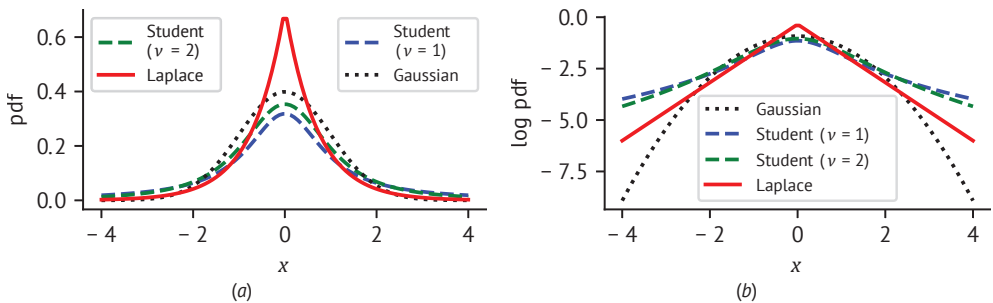 0.6
0.4
0.2
0.0
pdf
Student
(ν = 2)
Laplace
Student
(ν = 1)
Gaussian
− 4
− 2
0
2
4
x
(a)
0.0
− 2.5
−5.0
−7.5
log pdf
Gaussian
Student (ν = 1)
Student (ν = 2)
Laplace
− 4
− 2
0
2
4
x
(b)